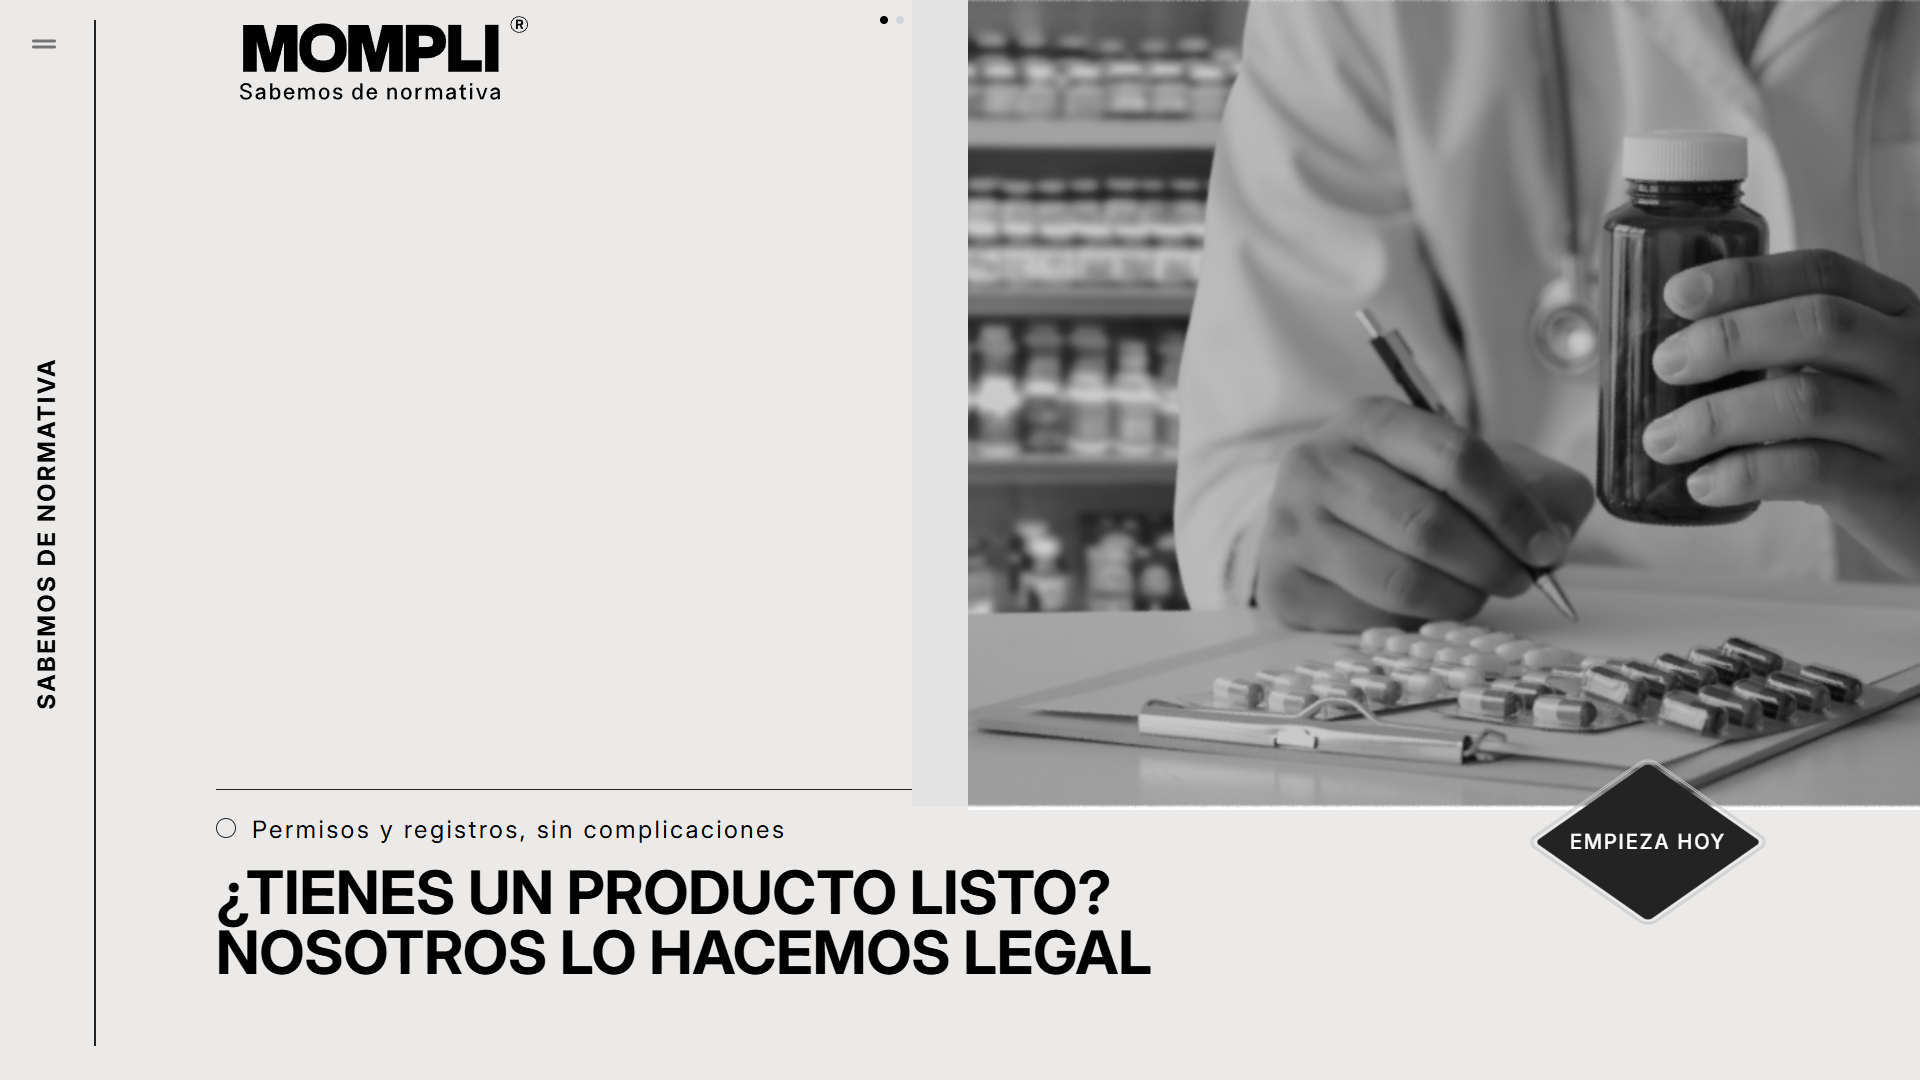 MOMPLI ®
Sabemos de normativa
SABEMOS DE NORMATIVA
Permisos y registros, sin complicaciones
¿TIENES UN PRODUCTO LISTO?
NOSOTROS LO HACEMOS LEGAL
EMPIEZA HOY